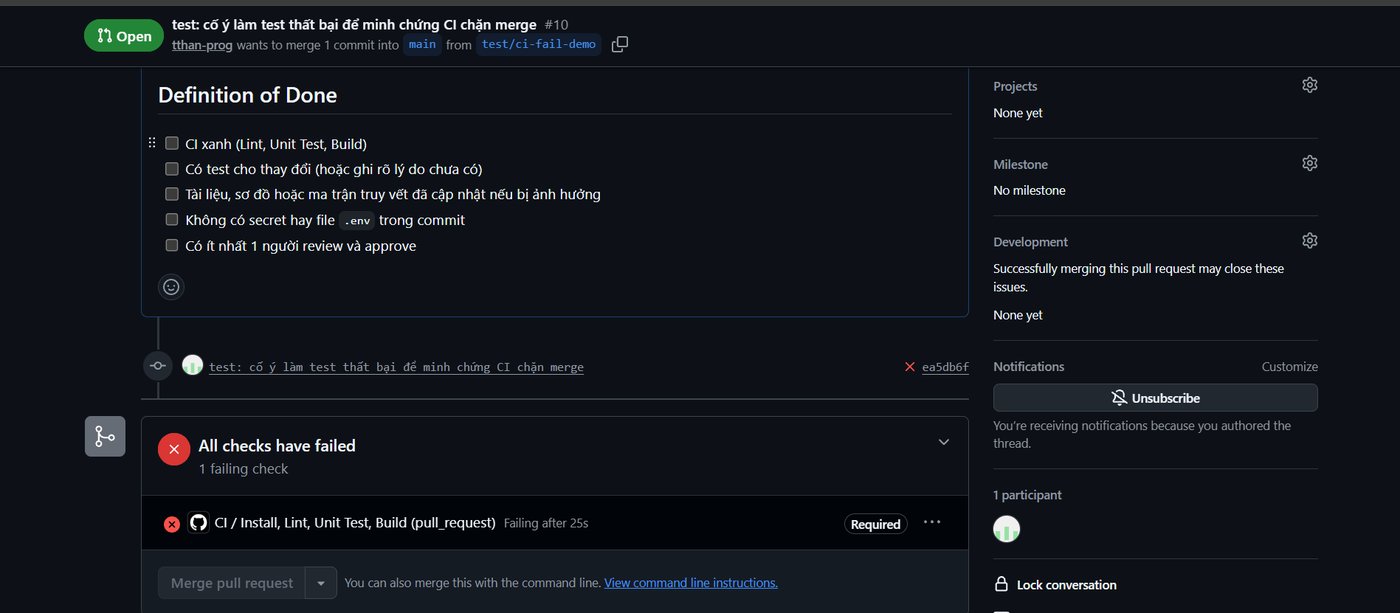 Open
test: cố ý làm test thất bại để minh chứng CI chặn merge #10
tthan-prog wants to merge 1 commit into main from test/ci-fail-demo
Definition of Done
CI xanh (Lint, Unit Test, Build)
Có test cho thay đổi (hoặc ghi rõ lý do chưa có)
Tài liệu, sơ đồ hoặc ma trận truy vết đã cập nhật nếu bị ảnh hưởng
Không có secret hay file .env trong commit
Có ít nhất 1 người review và approve
test: cố ý làm test thất bại để minh chứng CI chặn merge
ea5db6f
All checks have failed
1 failing check
CI / Install, Lint, Unit Test, Build (pull_request) Failing after 25s
Required
Merge pull request
You can also merge this with the command line. View command line instructions.
Projects
None yet
Milestone
No milestone
Development
Successfully merging this pull request may close these
issues.
None yet
Notifications
Customize
Unsubscribe
You're receiving notifications because you authored the
thread.
1 participant
Lock conversation